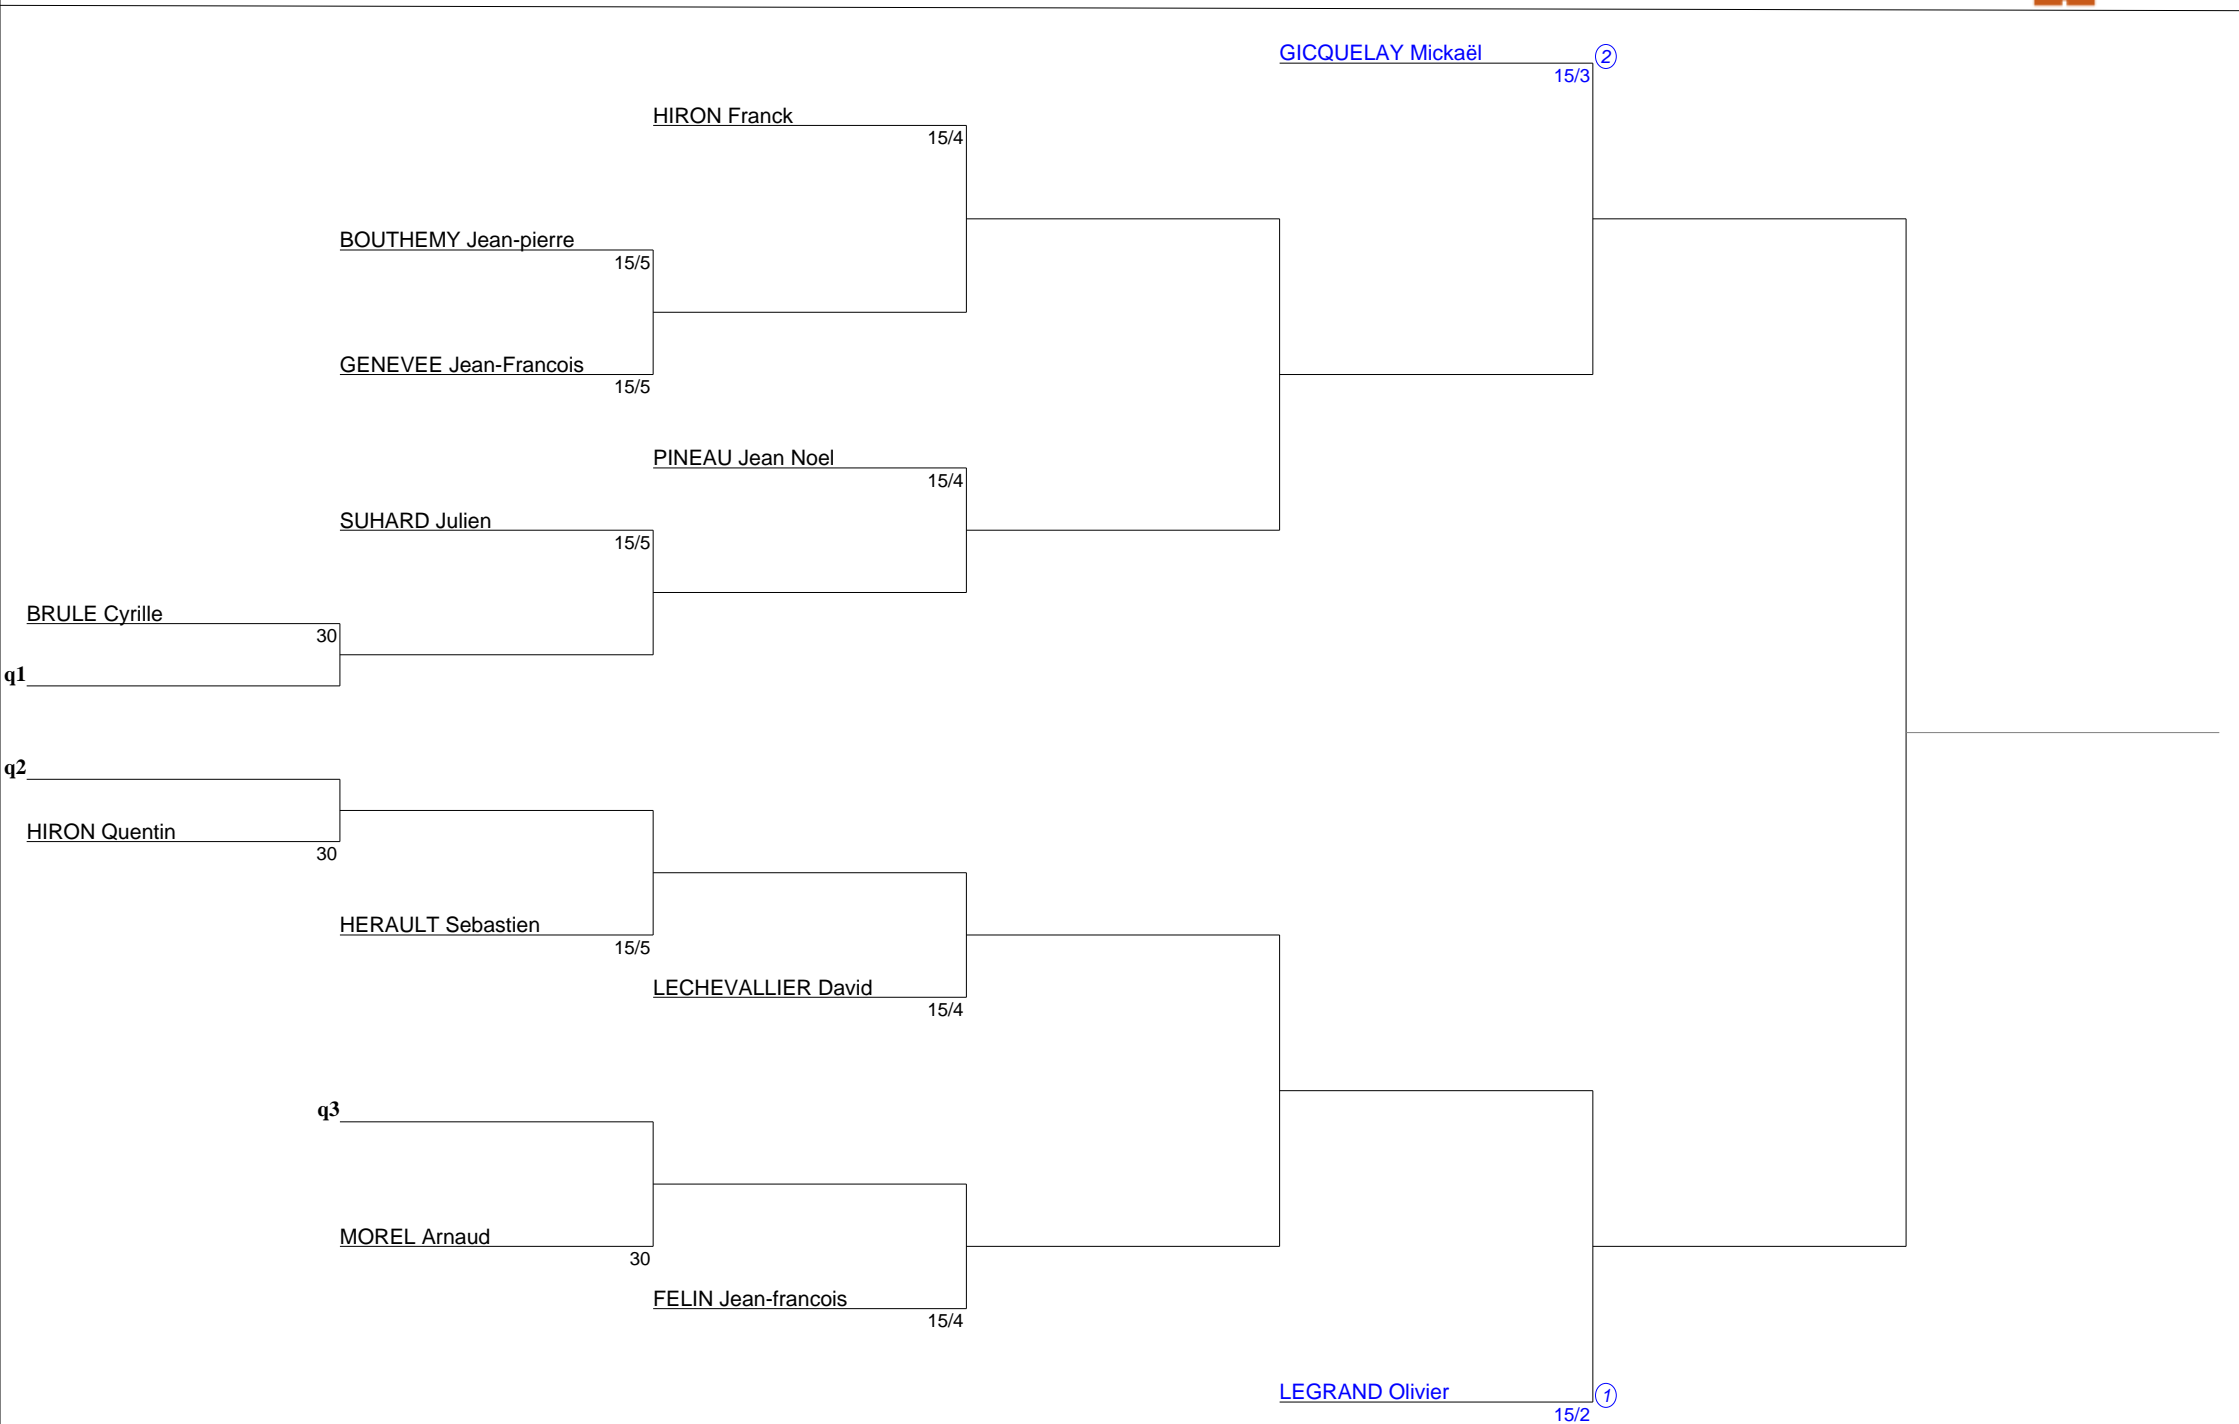 GICQUELAY Mickaël
2
15/3
HIRON Franck
15/4
BOUTHEMY Jean-pierre
15/5
GENEVEE Jean-Francois
15/5
PINEAU Jean Noel
15/4
SUHARD Julien
15/5
BRULE Cyrille
30
q1
q2
HIRON Quentin
30
HERAULT Sebastien
15/5
LECHEVALLIER David
15/4
q3
MOREL Arnaud
30
FELIN Jean-francois
15/4
LEGRAND Olivier
1
15/2